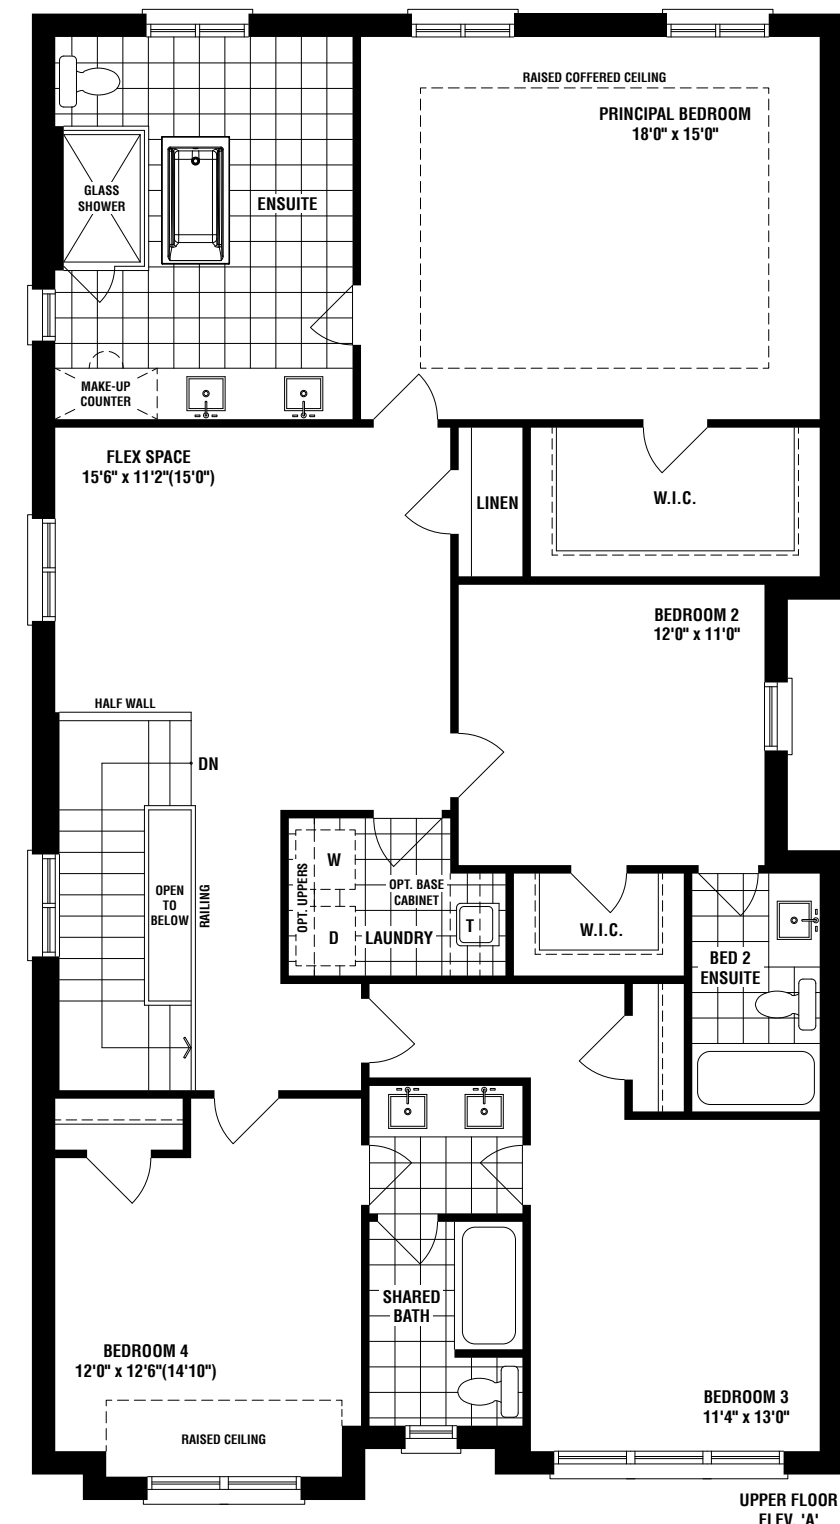 RAISED COFFERED CEILING
PRINCIPAL BEDROOM
18'0" x 15'0"
GLASS
SHOWER
ENSUITE
MAKE-UP
COUNTER
FLEX SPACE
15'6" x 11'2"(15'0")
LINEN
W.I.C.
BEDROOM 2
12'0" x 11'0"
HALF WALL
DN
OPEN
TO
BELOW
RAILING
OPT. UPPERS
W
D
OPT. BASE
CABINET
LAUNDRY
T
W.I.C.
BED 2
ENSUITE
SHARED
BATH
BEDROOM 4
12'0" x 12'6"(14'10")
RAISED CEILING
BEDROOM 3
11'4" x 13'0"
UPPER FLOOR
ELEV. 'A'